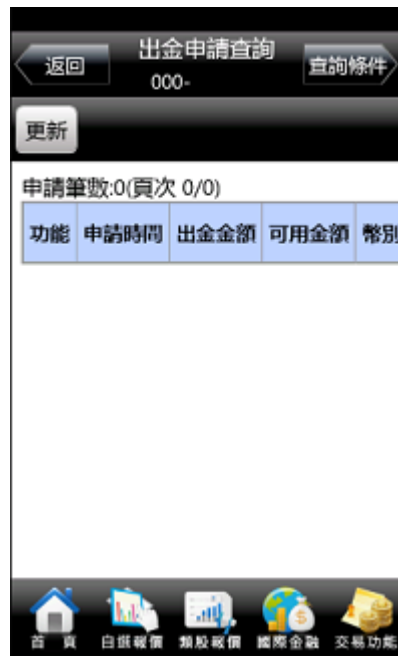 返回
出金申請查詢
000-
查詢條件
更新
申請筆數:0(頁次 0/0)
功能 申請時間 出金金額 可用金額 幣別
首 頁 自選報價 類股報價 國際金融 交易功能